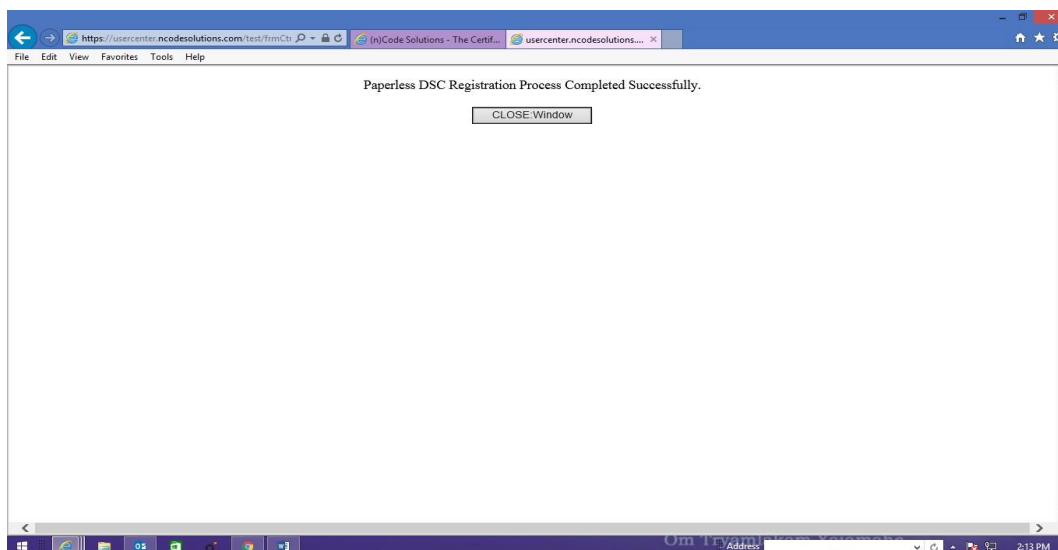 https://usercenter.ncodesolutions.com/test/frmCtr
(n)Code Solutions - The Certif...
usercenter.ncodesolutions....
File Edit View Favorites Tools Help
Paperless DSC Registration Process Completed Successfully.
CLOSE:Window
Om
Address
2:13 PM